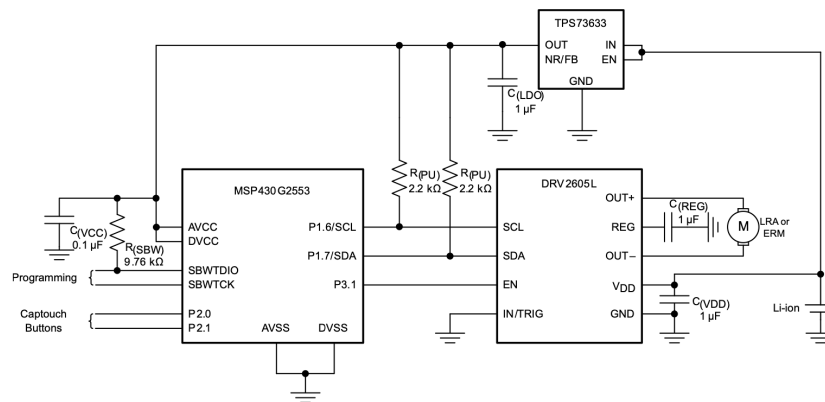 TPS73633
OUT
IN
NR/FB
EN
GND
C(LDO)
1 µF
R(PU)
2.2 kΩ
R(PU)
2.2 kΩ
MSP430G2553
DRV2605L
C(VCC)
0.1 µF
R(SBW)
9.76 kΩ
AVCC
DVCC
SBWTDIO
SBWTCK
P2.0
P2.1
AVSS
DVSS
P1.6/SCL
P1.7/SDA
P3.1
Programming
Captouch
Buttons
SCL
SDA
EN
IN/TRIG
OUT+
REG
OUT−
VDD
GND
C(REG)
1 µF
M
LRA or
ERM
C(VDD)
1 µF
Li-ion